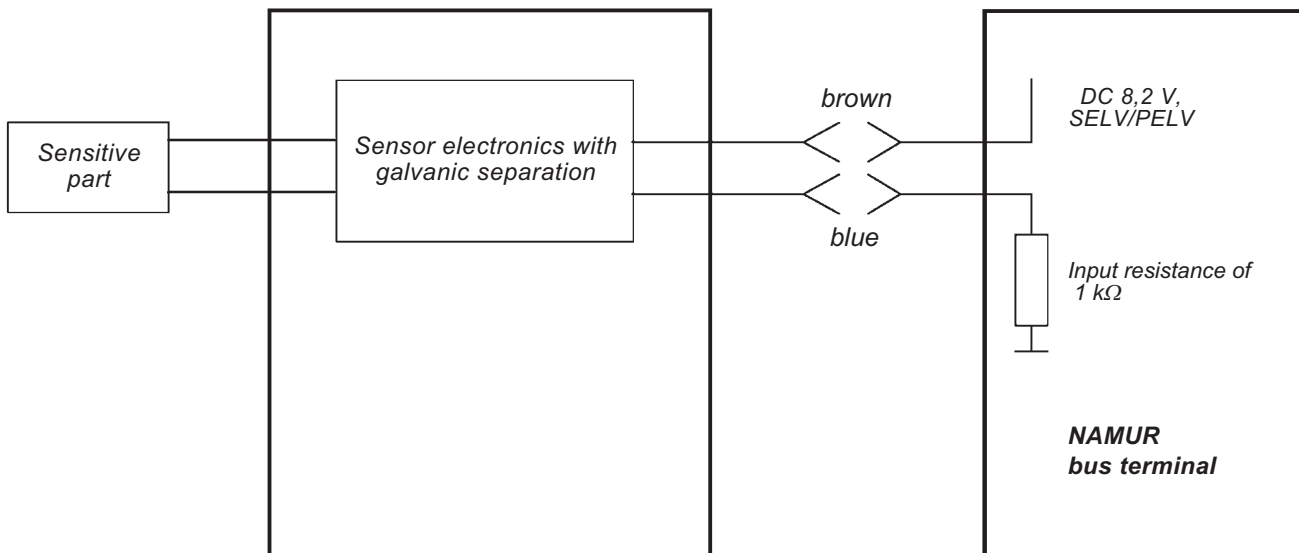 Sensitive
part
Sensor electronics with
galvanic separation
brown
blue
DC 8,2 V,
SELV/PELV
Input resistance of
1 kΩ
NAMUR
bus terminal